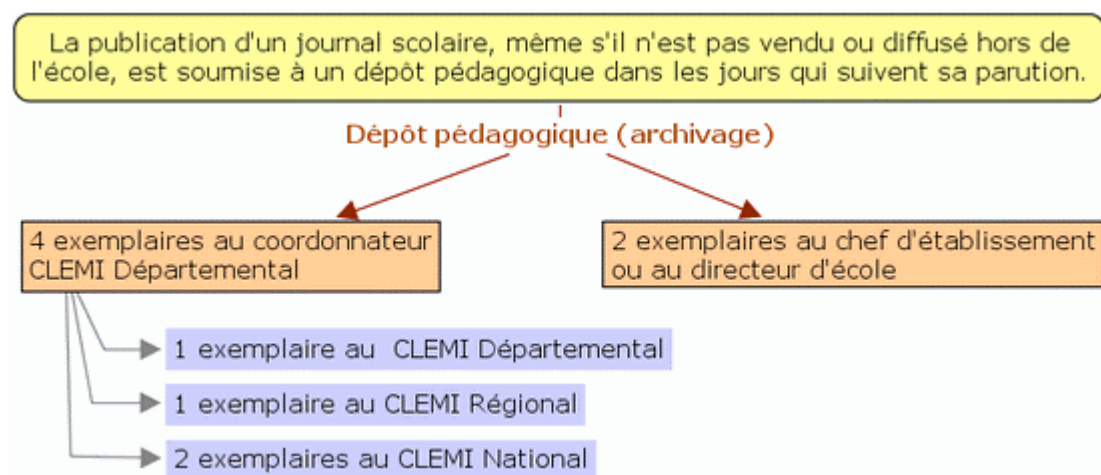 La publication d'un journal scolaire, même s'il n'est pas vendu ou diffusé hors de
l'école, est soumise à un dépôt pédagogique dans les jours qui suivent sa parution.
Dépôt pédagogique (archivage)
4 exemplaires au coordonnateur
CLEMI Départemental
2 exemplaires au chef d'établissement
ou au directeur d'école
1 exemplaire au CLEMI Départemental
1 exemplaire au CLEMI Régional
2 exemplaires au CLEMI National